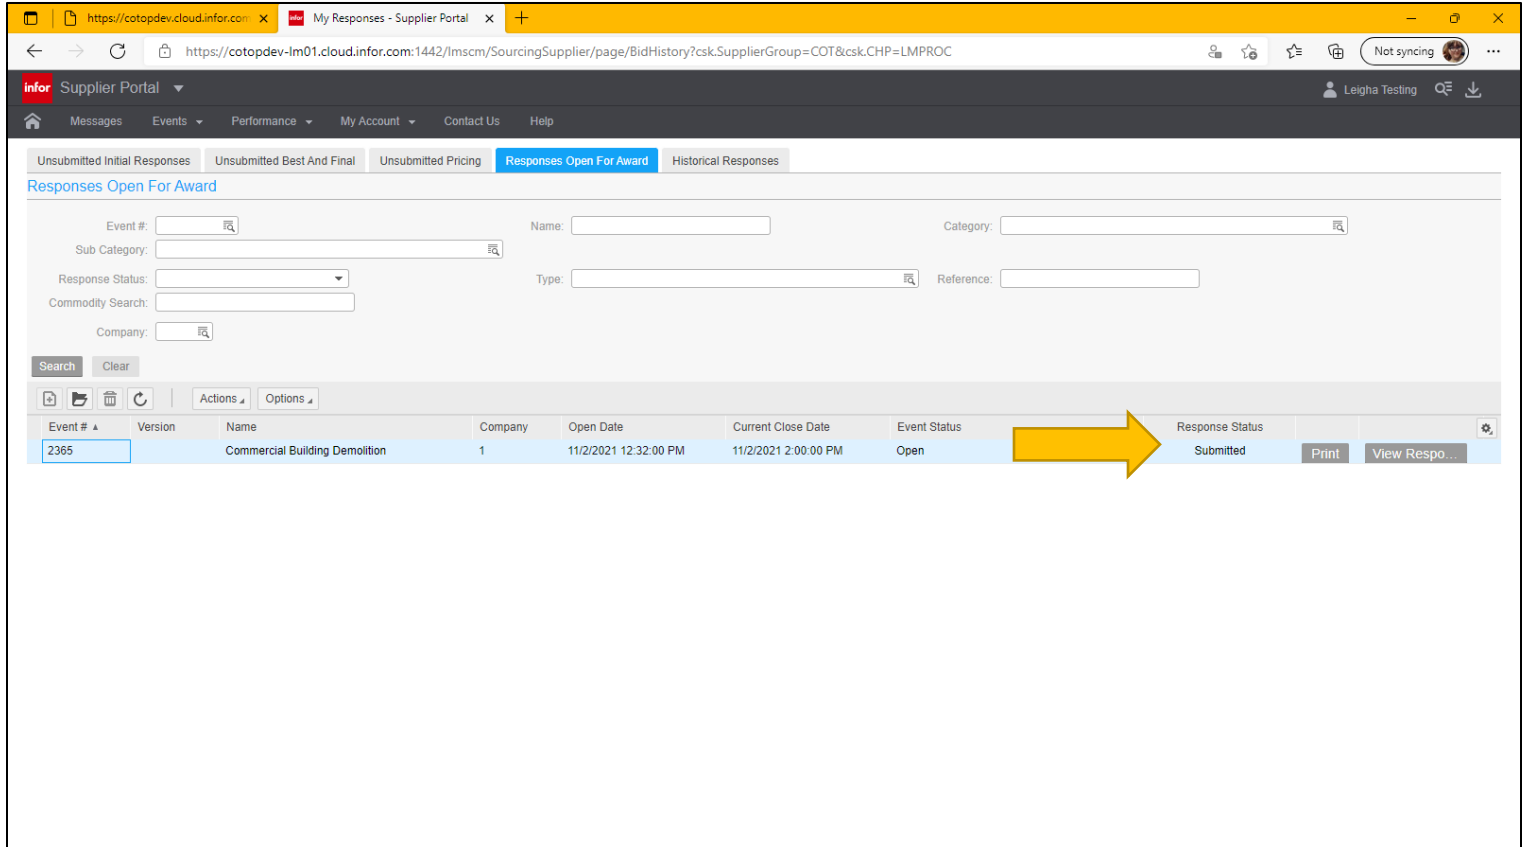 https://cotopdev.cloud.infor.com
infor My Responses - Supplier Portal
https://cotopdev-lm01.cloud.infor.com:1442/lmscm/SourcingSupplier/page/BidHistory?csk.SupplierGroup=COT&csk.CHP=LMPROC
Not syncing
infor Supplier Portal
Leigha Testing
Messages Events Performance My Account Contact Us Help
Unsubmitted Initial Responses Unsubmitted Best And Final Unsubmitted Pricing Responses Open For Award Historical Responses
Responses Open For Award
Event #: Name: Category:
Sub Category:
Response Status: Type: Reference:
Commodity Search:
Company:
Search Clear
Actions Options
Event # Version Name Company Open Date Current Close Date Event Status Response Status
2365 Commercial Building Demolition 1 11/2/2021 12:32:00 PM 11/2/2021 2:00:00 PM Open Submitted Print View Respo...